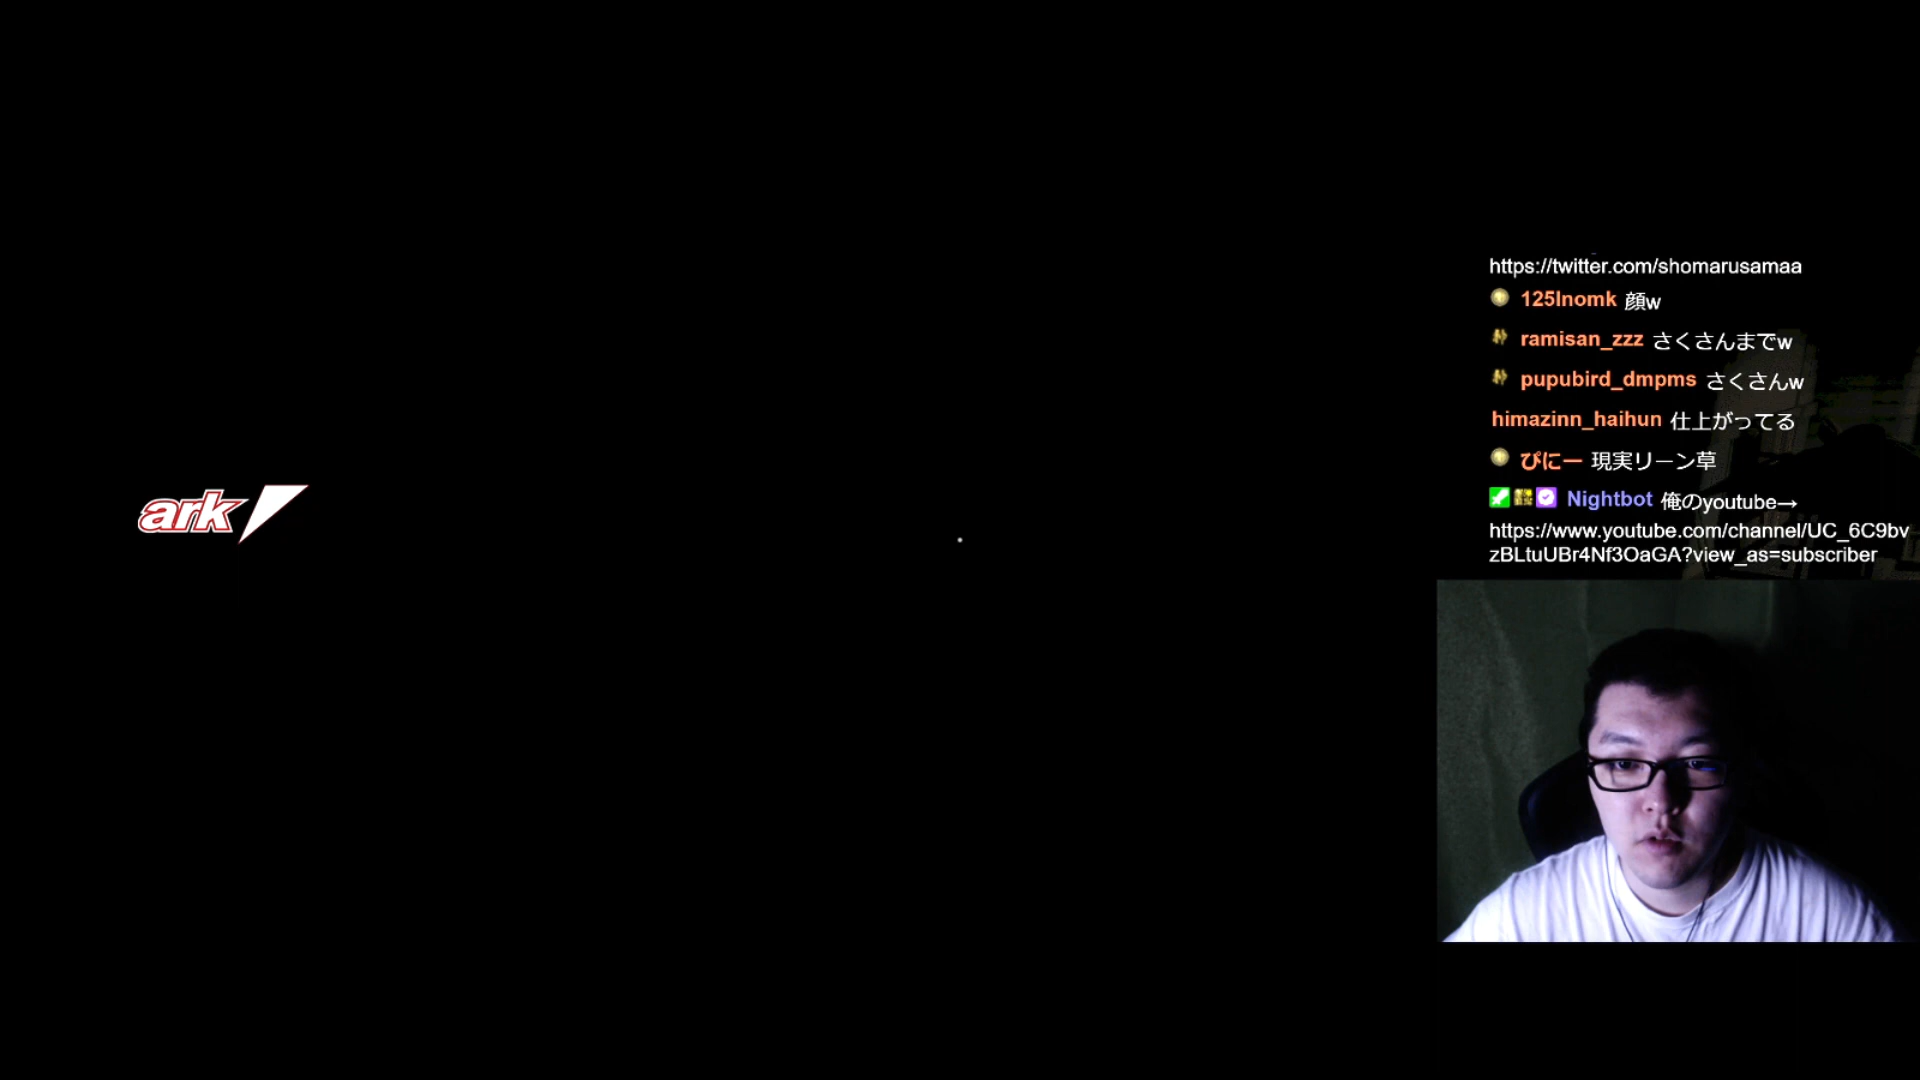 https://twitter.com/shomarusamaa
125lnomk 顔w
ramisan_zzz さくさんまでw
pupubird_dmpms さくさんw
himazinn_haihun 仕上がってる
ぴにー 現実リーン草
Nightbot 俺のyoutube→
https://www.youtube.com/channel/UC_6C9bv
zBLtuUBr4Nf3OaGA?view_as=subscriber
ark